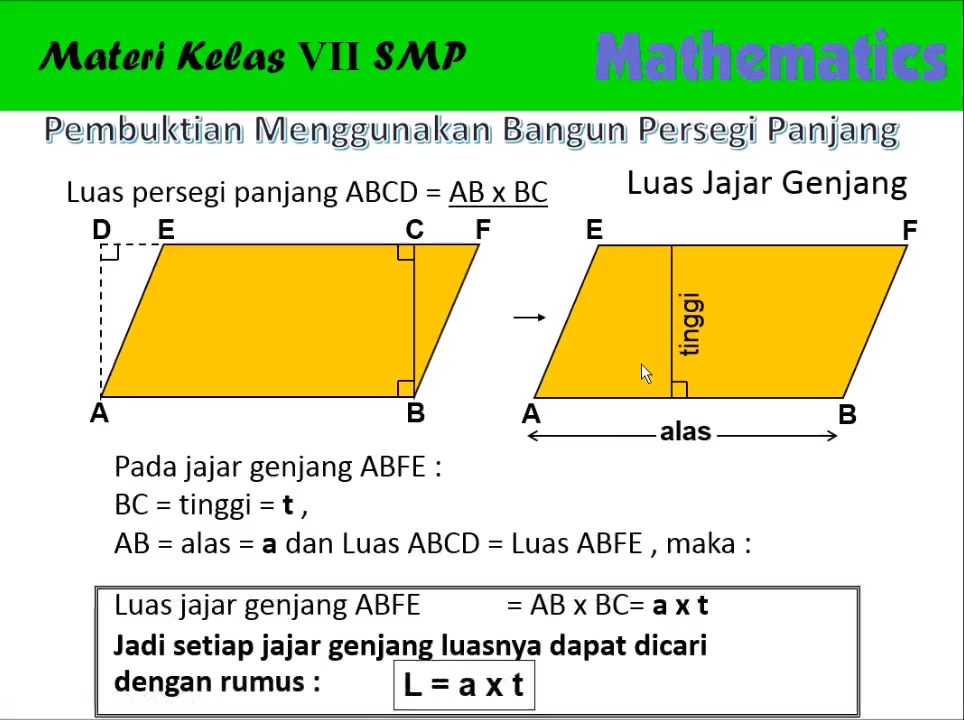 Materi Kelas VII SMP
Mathematics
Pembuktian Menggunakan Bangun Persegi Panjang
Luas persegi panjang ABCD = AB x BC
Luas Jajar Genjang
D E C F
E F
tinggi
A B
A B
alas
Pada jajar genjang ABFE :
BC = tinggi = t ,
AB = alas = a dan Luas ABCD = Luas ABFE , maka :
Luas jajar genjang ABFE = AB x BC= a x t
Jadi setiap jajar genjang luasnya dapat dicari
dengan rumus : L = a x t